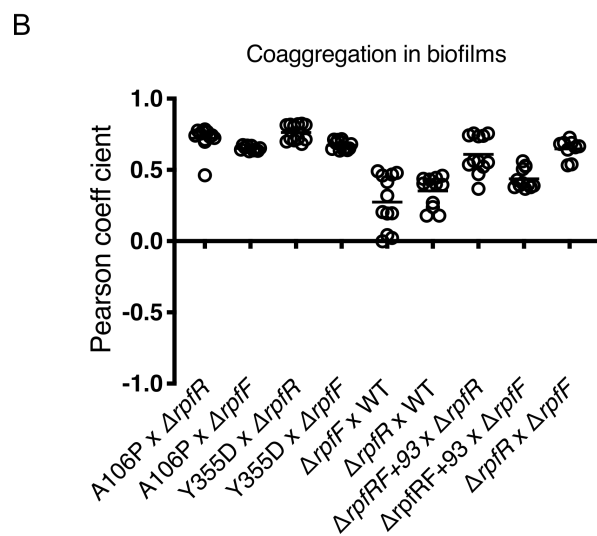 B
Coaggregation in biofilms
Pearson coeff cient
1.0
0.5
0.0
-0.5
-1.0
A106P x ΔrpfR
A106P x ΔrpfF
Y355D x ΔrpfR
Y355D x ΔrpfF
ΔrpfF x WT
ΔrpfR x WT
ΔrpfRF+93 x ΔrpfR
ΔrpfRF+93 x ΔrpfF
ΔrpfR x ΔrpfF